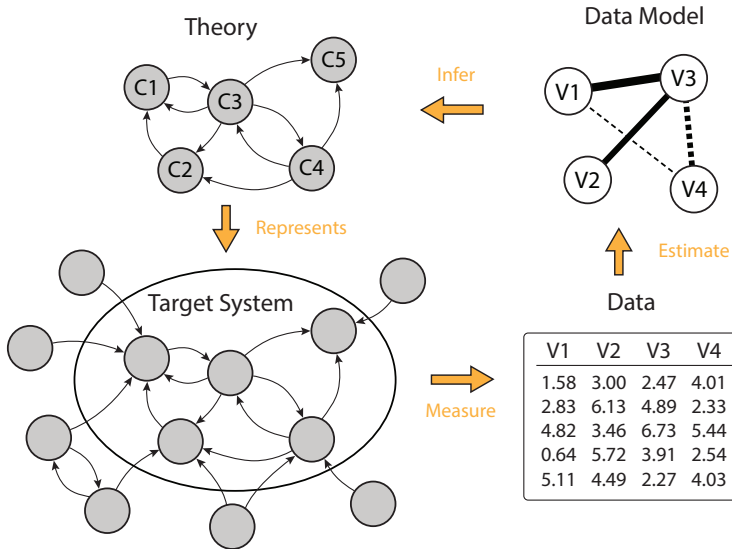 Theory
Data Model
C1
C3
C5
C2
C4
Infer
V1
V3
V2
V4
Represents
Estimate
Target System
Data
Measure
V1 V2 V3 V4
1.58 3.00 2.47 4.01
2.83 6.13 4.89 2.33
4.82 3.46 6.73 5.44
0.64 5.72 3.91 2.54
5.11 4.49 2.27 4.03